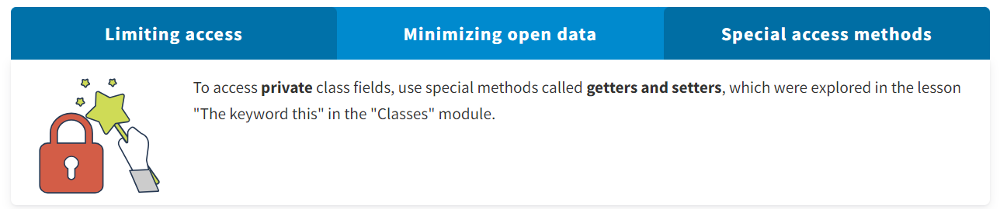 Limiting access
Minimizing open data
Special access methods
To access private class fields, use special methods called getters and setters, which were explored in the lesson
"The keyword this" in the "Classes" module.